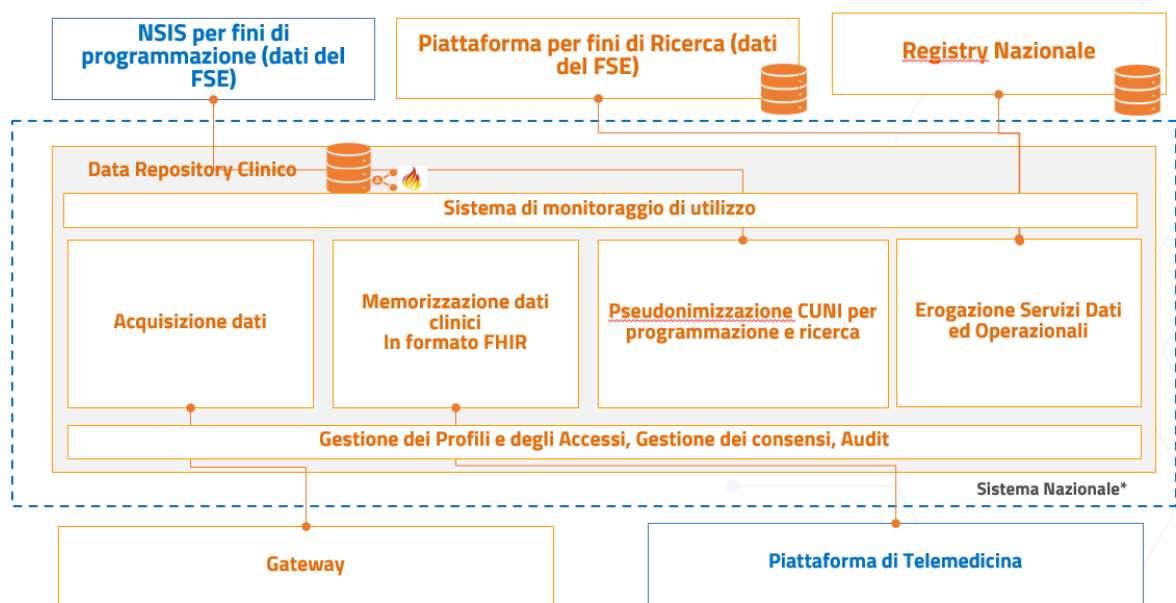 NSIS per fini di
programmazione (dati del
FSE)
Piattaforma per fini di Ricerca (dati
del FSE)
Registry Nazionale
Data Repository Clinico
Sistema di monitoraggio di utilizzo
Acquisizione dati
Memorizzazione dati
clinici
In formato FHIR
Pseudonimizzazione CUNI per
programmazione e ricerca
Erogazione Servizi Dati
ed Operazionali
Gestione dei Profili e degli Accessi, Gestione dei consensi, Audit
Sistema Nazionale*
Gateway
Piattaforma di Telemedicina